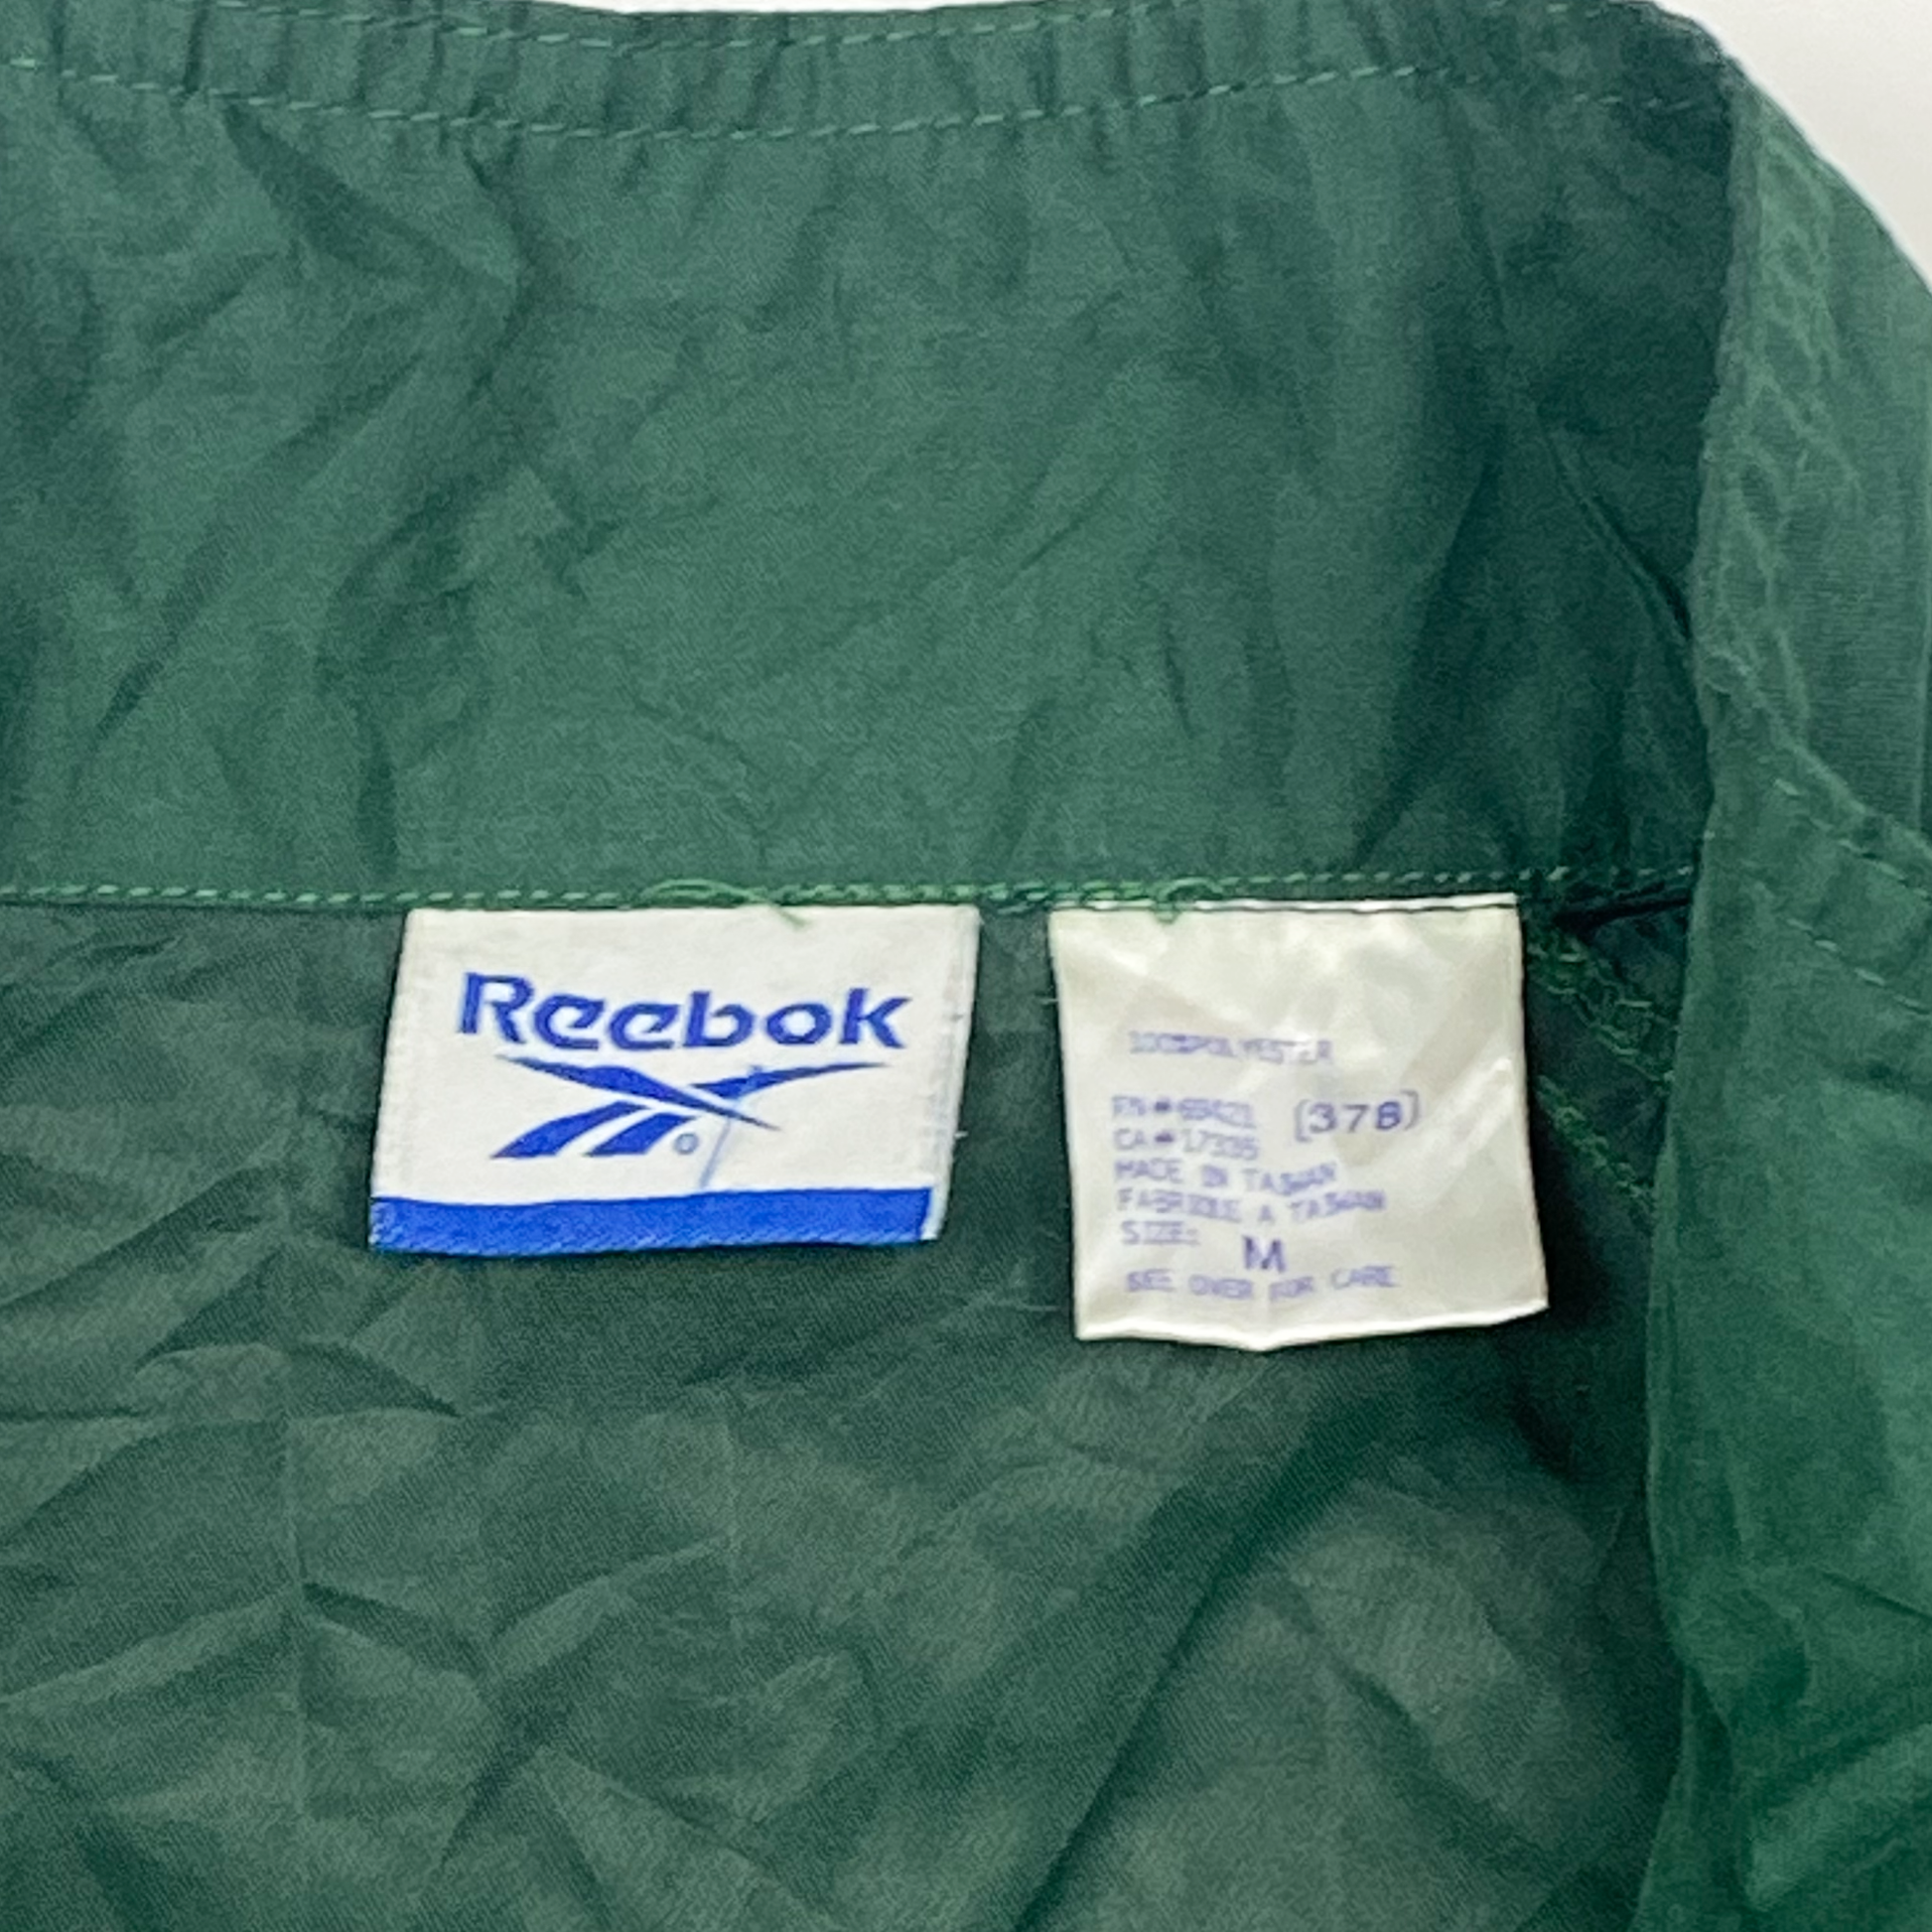 Reebok
®
100%POLYESTER
RN#69421 (378)
CA#17335
MADE IN TAIWAN
FABRIQUE A TAIWAN
SIZE: M
SEE OVER FOR CARE